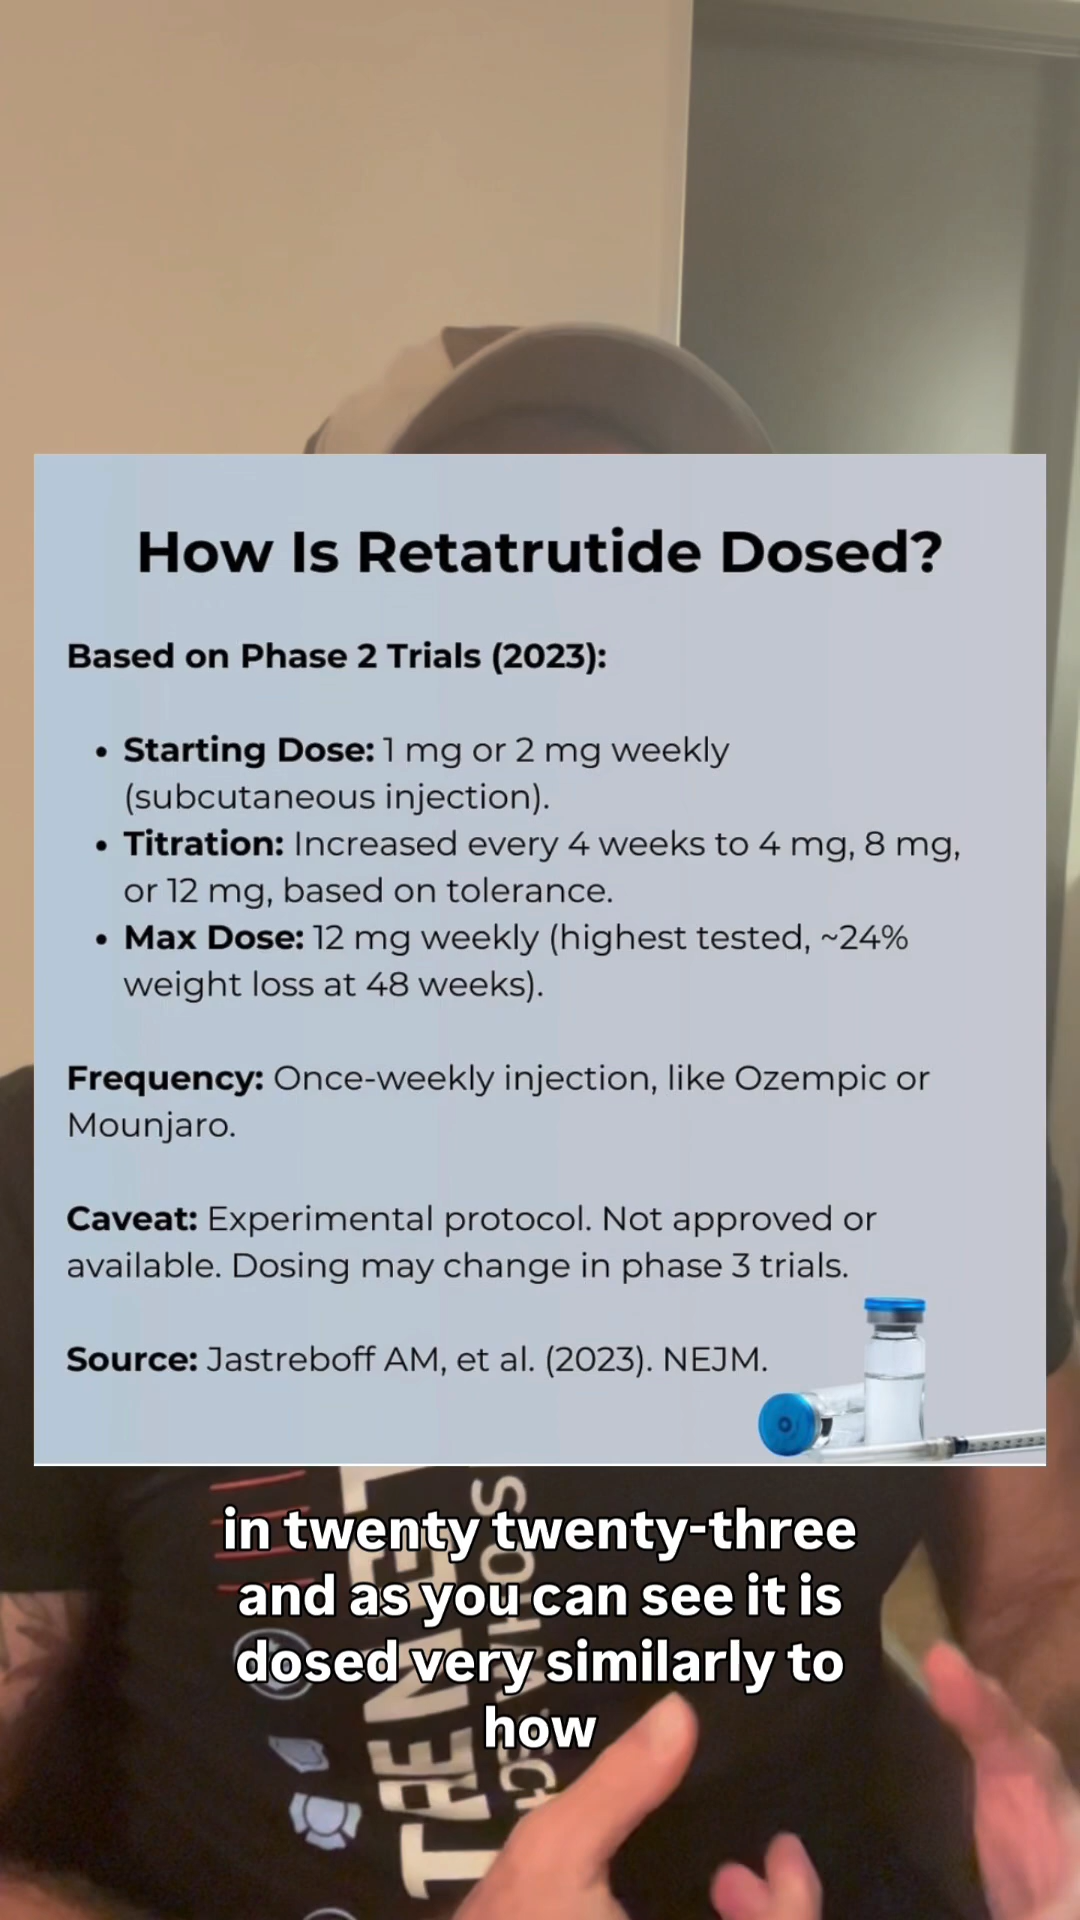 How Is Retatrutide Dosed?
Based on Phase 2 Trials (2023):
• Starting Dose: 1 mg or 2 mg weekly
(subcutaneous injection).
• Titration: Increased every 4 weeks to 4 mg, 8 mg,
or 12 mg, based on tolerance.
• Max Dose: 12 mg weekly (highest tested, ~24%
weight loss at 48 weeks).
Frequency: Once-weekly injection, like Ozempic or
Mounjaro.
Caveat: Experimental protocol. Not approved or
available. Dosing may change in phase 3 trials.
Source: Jastreboff AM, et al. (2023). NEJM.
in twenty twenty-three
and as you can see it is
dosed very similarly to
how